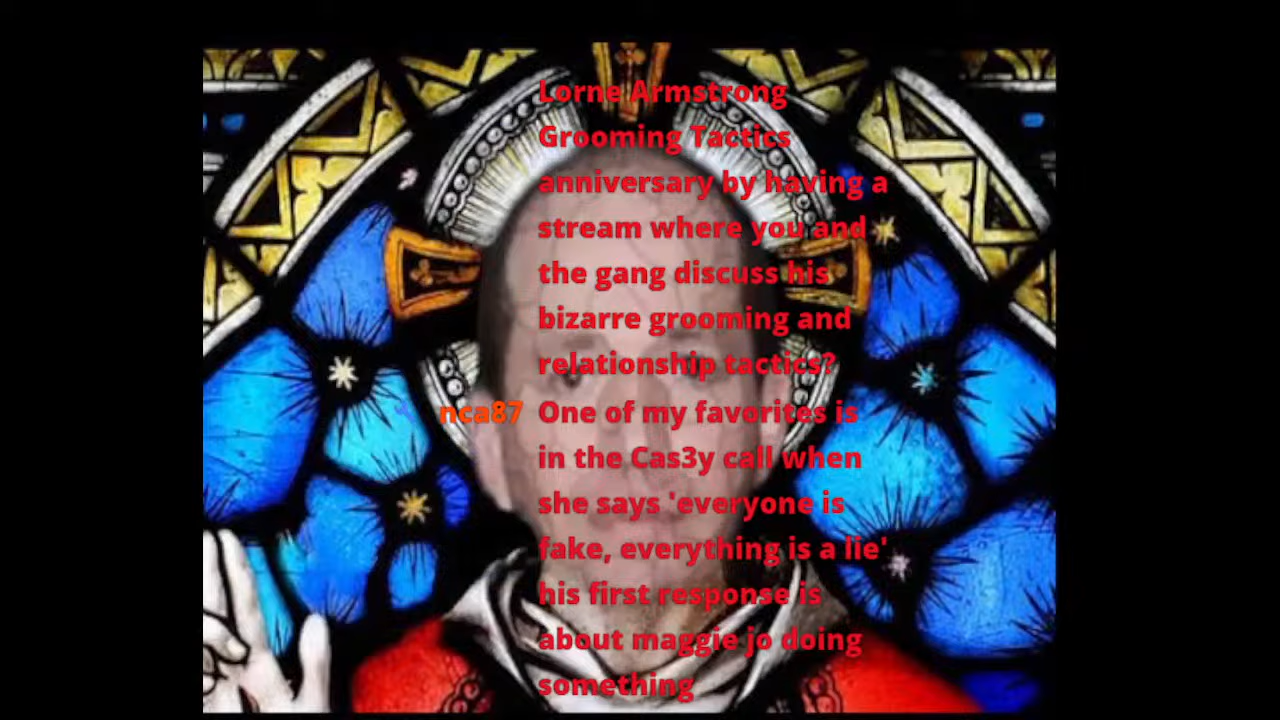 Lorne Armstrong
Grooming Tactics
anniversary by having a
stream where you and
the gang discuss his
bizarre grooming and
relationship tactics?
nca87 One of my favorites is
in the Cas3y call when
she says 'everyone is
fake, everything is a lie'
his first response is
about maggie jo doing
something